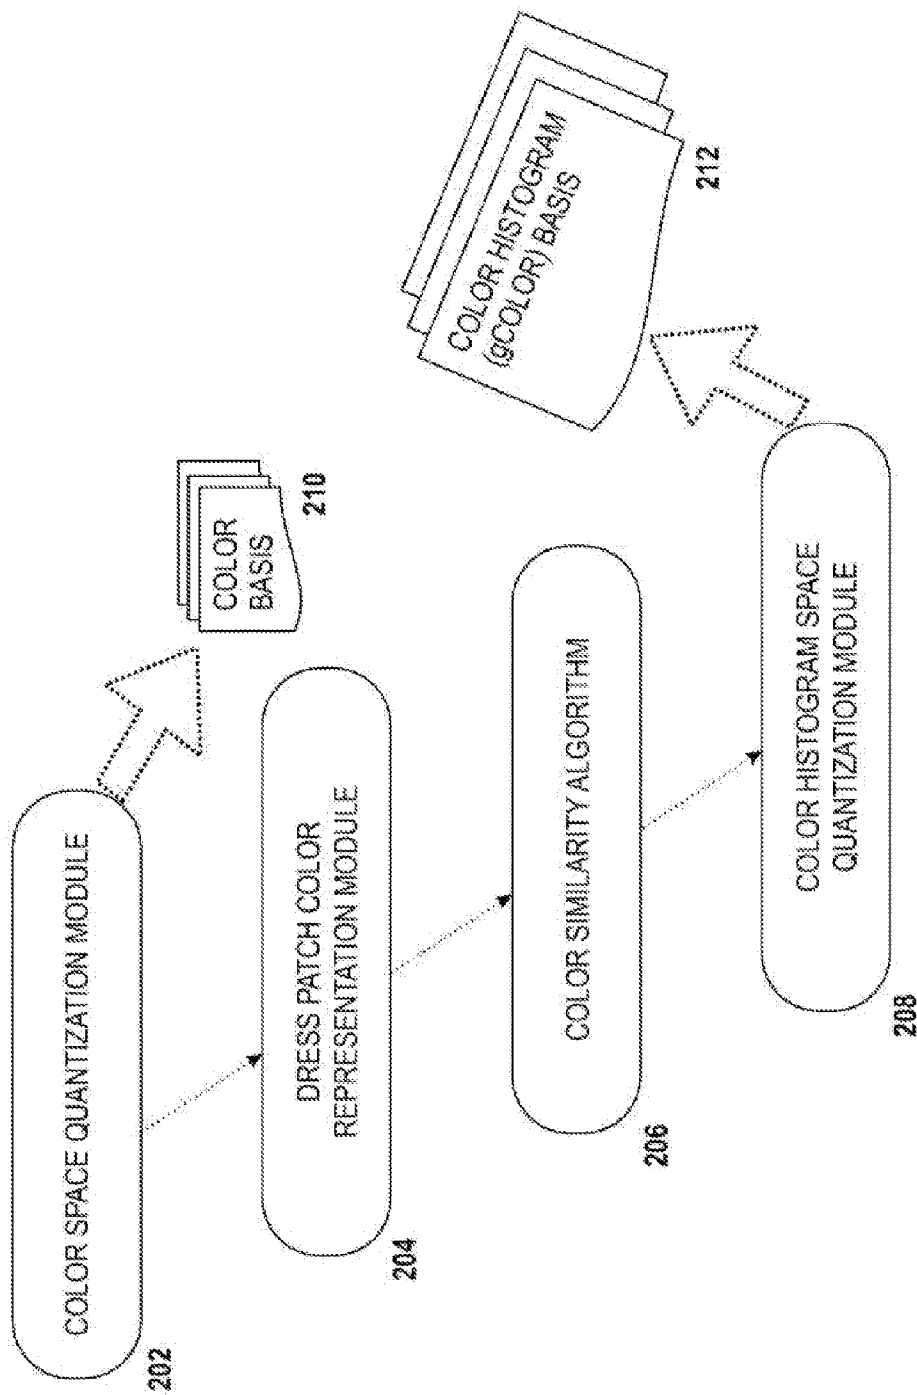 COLOR SPACE QUANTIZATION MODULE
202
COLOR
BASIS
210
DRESS PATCH COLOR
REPRESENTATION MODULE
204
COLOR SIMILARITY ALGORITHM
206
COLOR HISTOGRAM SPACE
QUANTIZATION MODULE
208
COLOR HISTOGRAM
(gCOLOR) BASIS
212